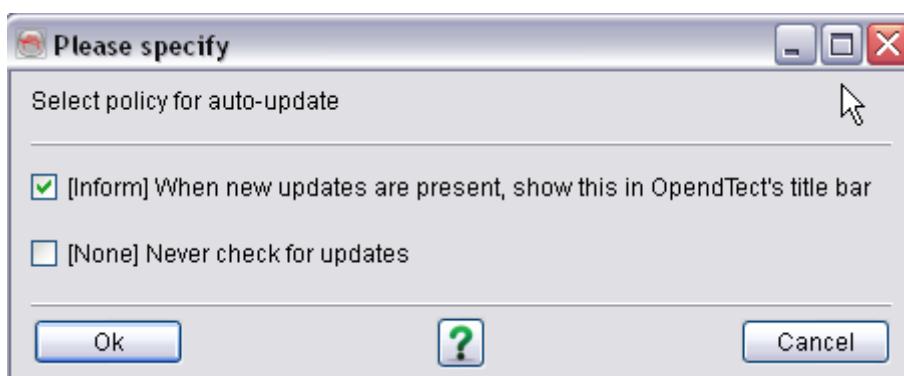 Please specify
Select policy for auto-update
[Inform] When new updates are present, show this in OpendTect's title bar
[None] Never check for updates
Ok
?
Cancel